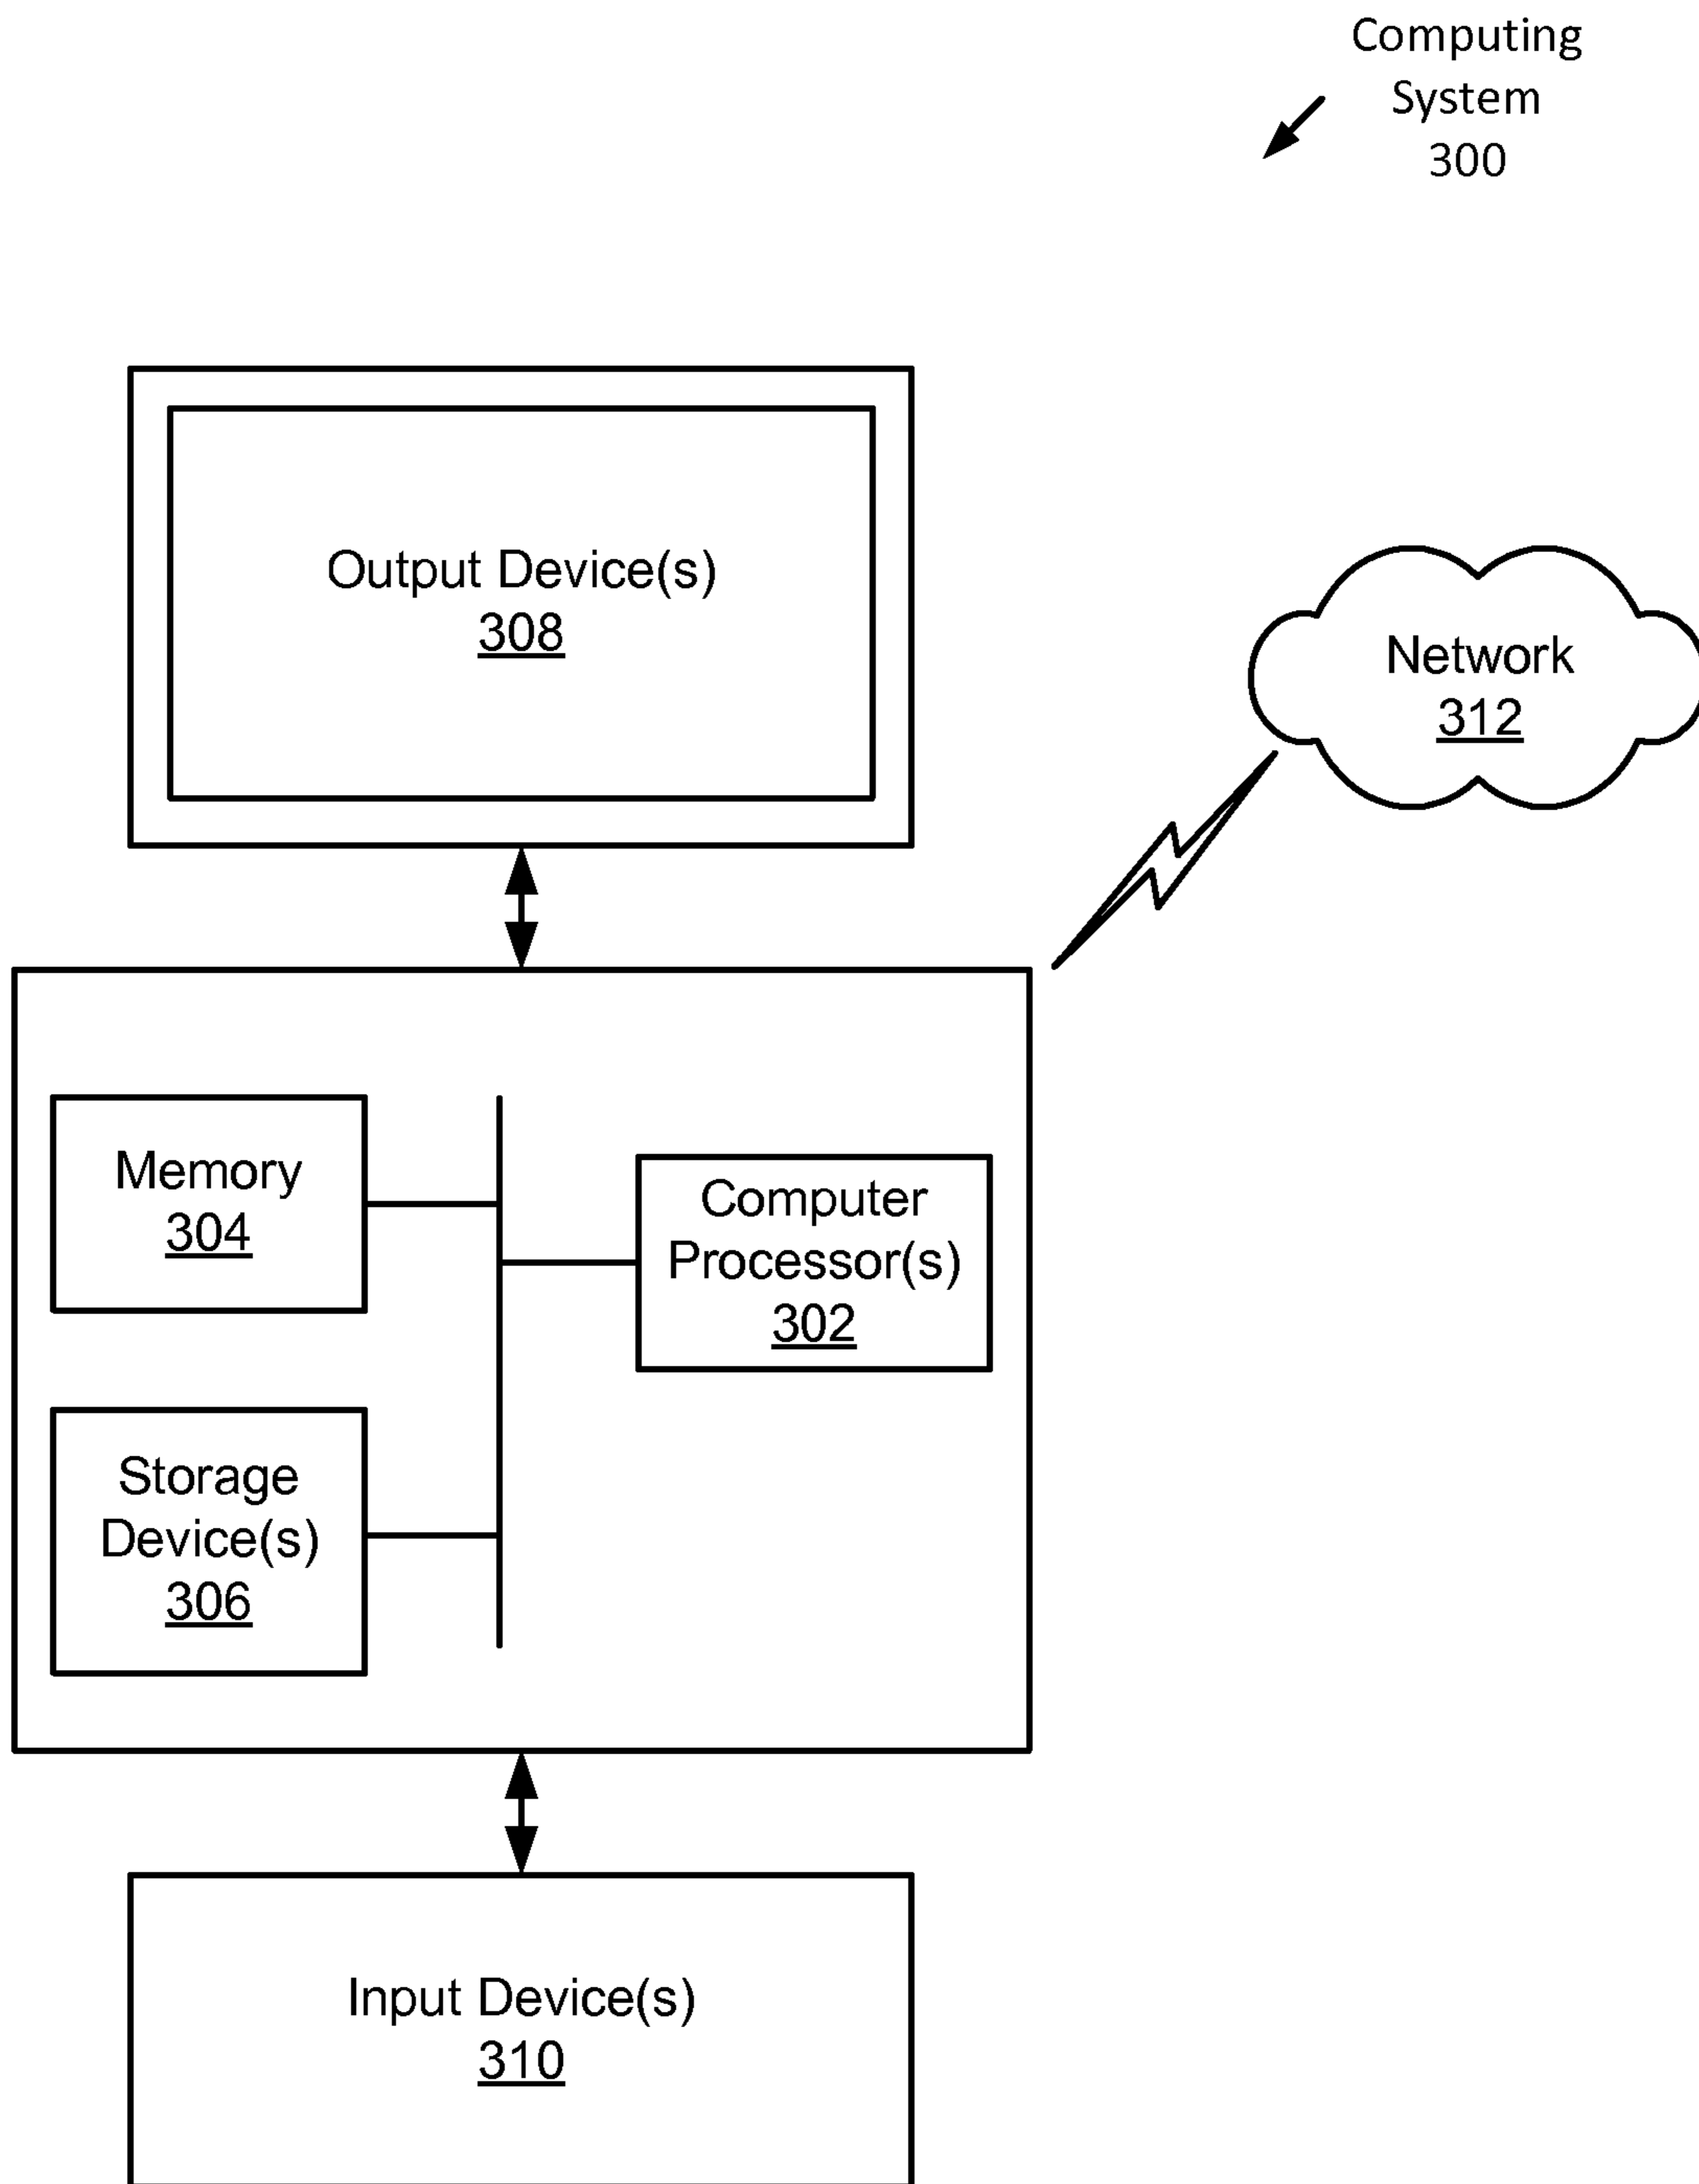 Computing
System
300
Output Device(s)
308
Network
312
Memory
304
Computer
Processor(s)
302
Storage
Device(s)
306
Input Device(s)
310